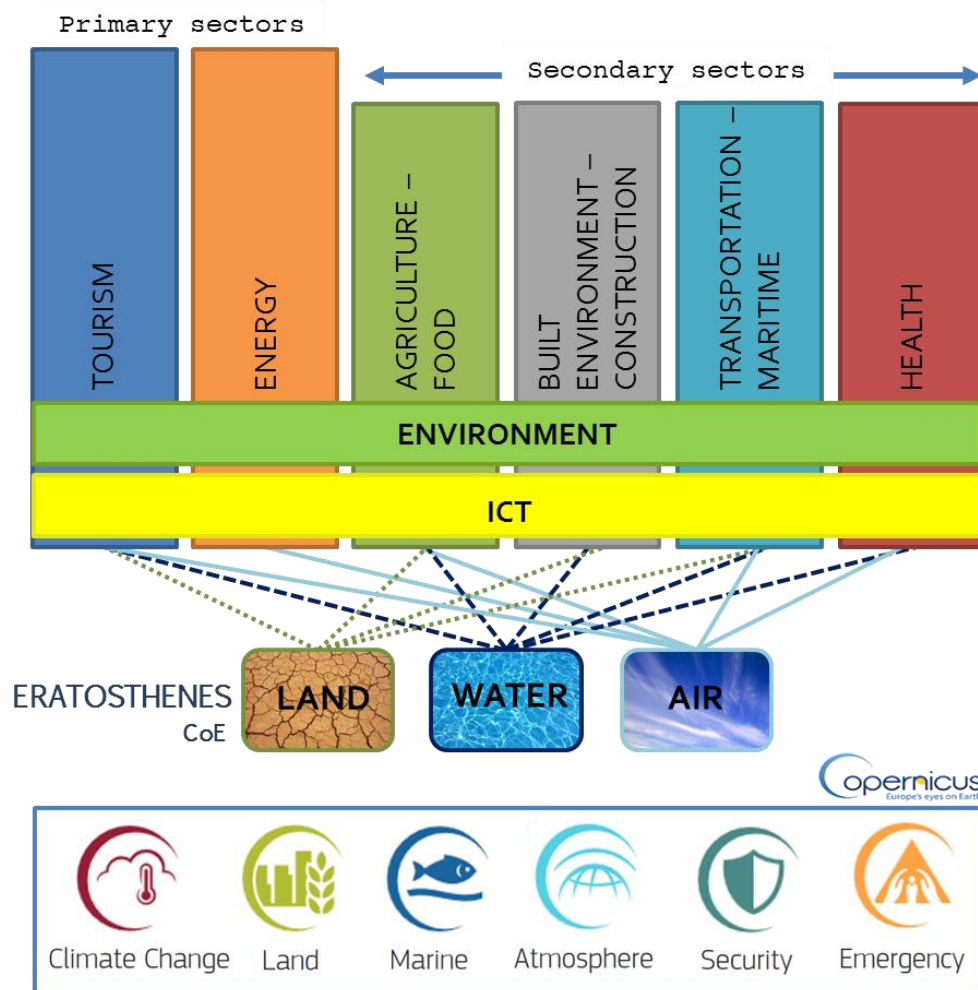 Primary sectors
Secondary sectors
TOURISM
ENERGY
AGRICULTURE –
FOOD
BUILT
ENVIRONMENT –
CONSTRUCTION
TRANSPORTATION –
MARITIME
HEALTH
ENVIRONMENT
ICT
ERATOSTHENES
CoE
LAND
WATER
AIR
Copernicus
Europe's eyes on Earth
Climate Change
Land
Marine
Atmosphere
Security
Emergency